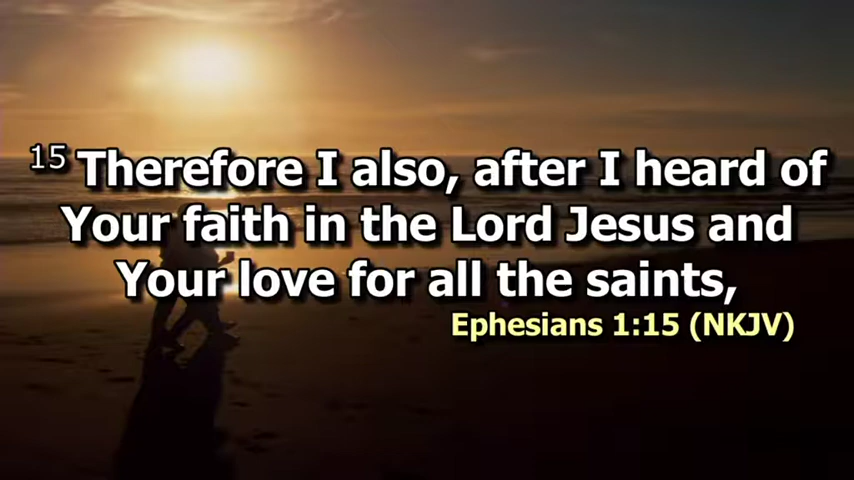 15 Therefore I also, after I heard of
Your faith in the Lord Jesus and
Your love for all the saints,
Ephesians 1:15 (NKJV)